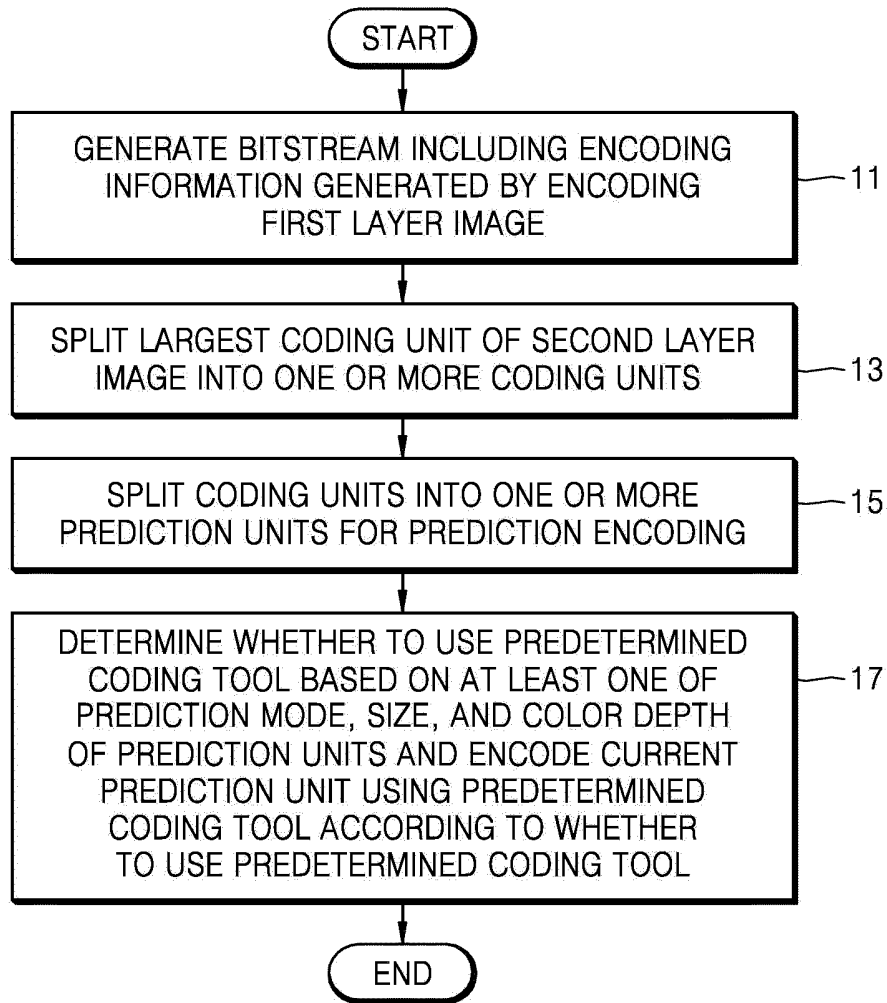 START
GENERATE BITSTREAM INCLUDING ENCODING
INFORMATION GENERATED BY ENCODING
FIRST LAYER IMAGE
11
SPLIT LARGEST CODING UNIT OF SECOND LAYER
IMAGE INTO ONE OR MORE CODING UNITS
13
SPLIT CODING UNITS INTO ONE OR MORE
PREDICTION UNITS FOR PREDICTION ENCODING
15
DETERMINE WHETHER TO USE PREDETERMINED
CODING TOOL BASED ON AT LEAST ONE OF
PREDICTION MODE, SIZE, AND COLOR DEPTH
OF PREDICTION UNITS AND ENCODE CURRENT
PREDICTION UNIT USING PREDETERMINED
CODING TOOL ACCORDING TO WHETHER
TO USE PREDETERMINED CODING TOOL
17
END